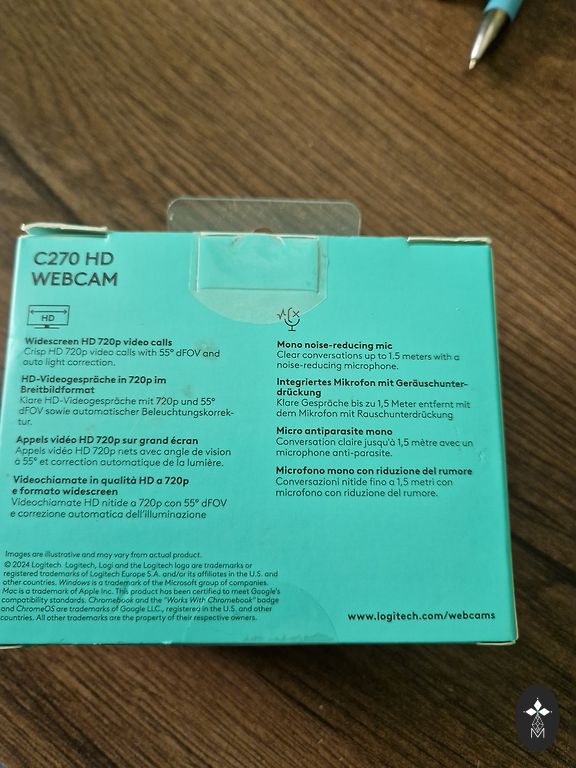 C270 HD
WEBCAM
HD
Widescreen HD 720p video calls
Crisp HD 720p video calls with 55° dFOV and
auto light correction.
HD-Videogespräche in 720p im
Breitbildformat
Klare HD-Videogespräche mit 720p und 55°
dFOV sowie automatischer Beleuchtungskorrek-
tur.
Appels vidéo HD 720p sur grand écran
Appels vidéo HD 720p nets avec angle de vision
à 55° et correction automatique de la lumière.
Videochiamate in qualità HD a 720p
e formato widescreen
Videochiamate HD nitide a 720p con 55° dFOV
e correzione automatica dell'illuminazione
Mono noise-reducing mic
Clear conversations up to 1.5 meters with a
noise-reducing microphone.
Integriertes Mikrofon mit Geräuschunter-
drückung
Klare Gespräche bis zu 1,5 Meter entfernt mit
dem Mikrofon mit Rauschunterdrückung
Micro antiparasite mono
Conversation claire jusqu'à 1,5 mètre avec un
microphone anti-parasite.
Microfono mono con riduzione del rumore
Conversazioni nitide fino a 1,5 metri con
microfono con riduzione del rumore.
Images are illustrative and may vary from actual product.
© 2024 Logitech. Logitech, Logi and the Logitech logo are trademarks or
registered trademarks of Logitech Europe S.A. and/or its affiliates in the U.S. and
other countries. Windows is a trademark of the Microsoft group of companies.
Mac is a trademark of Apple Inc. This product has been certified to meet Google's
compatibility standards. Chromebook and the "Works With Chromebook" badge
and ChromeOS are trademarks of Google LLC., registered in the U.S. and other
countries. All other trademarks are the property of their respective owners.
www.logitech.com/webcams
M